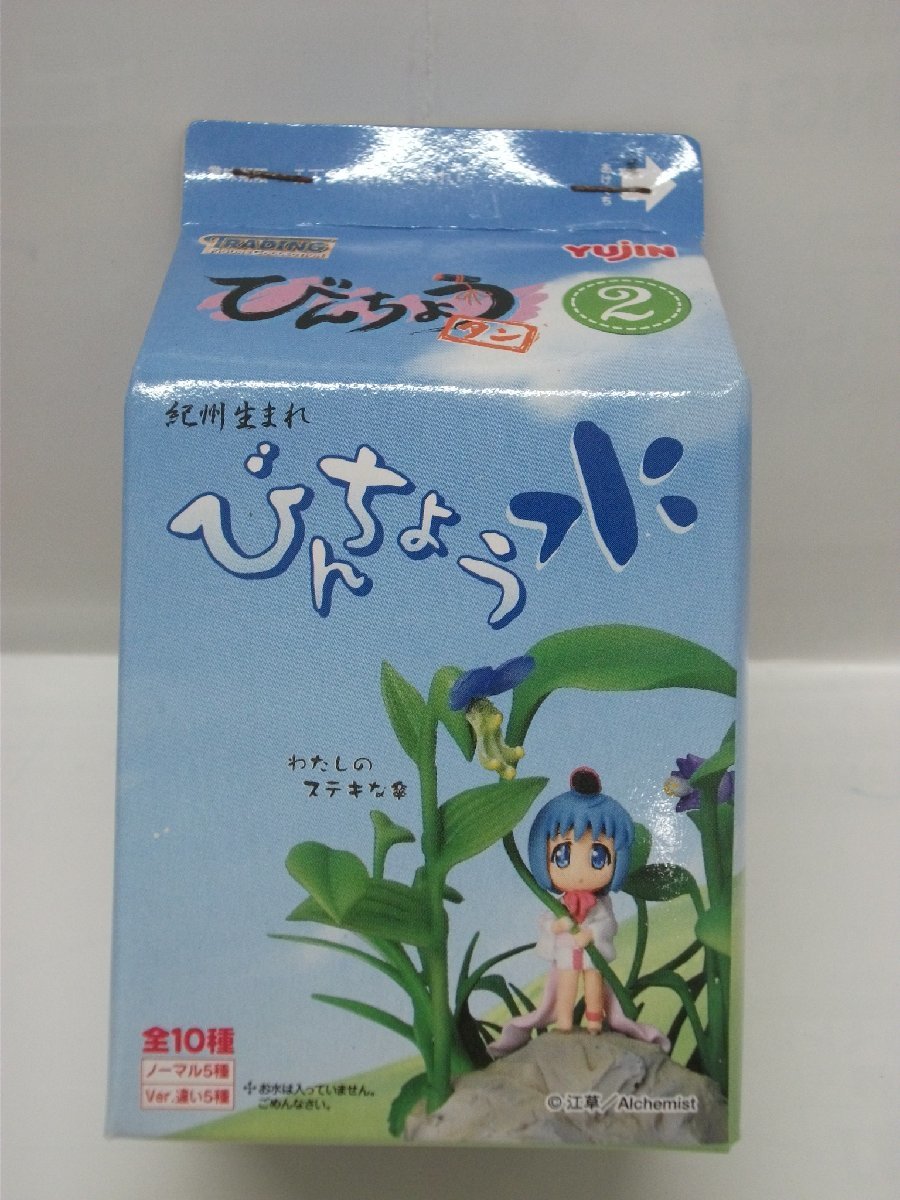 TRADING
YUJIN
びんちょう
タン
2
紀州生まれ
びんちょう水
わたしの
ステキな傘
全10種
ノーマル5種
Ver.違い5種
お水は入っていません。
ごめんなさい。
© 江草／Alchemist